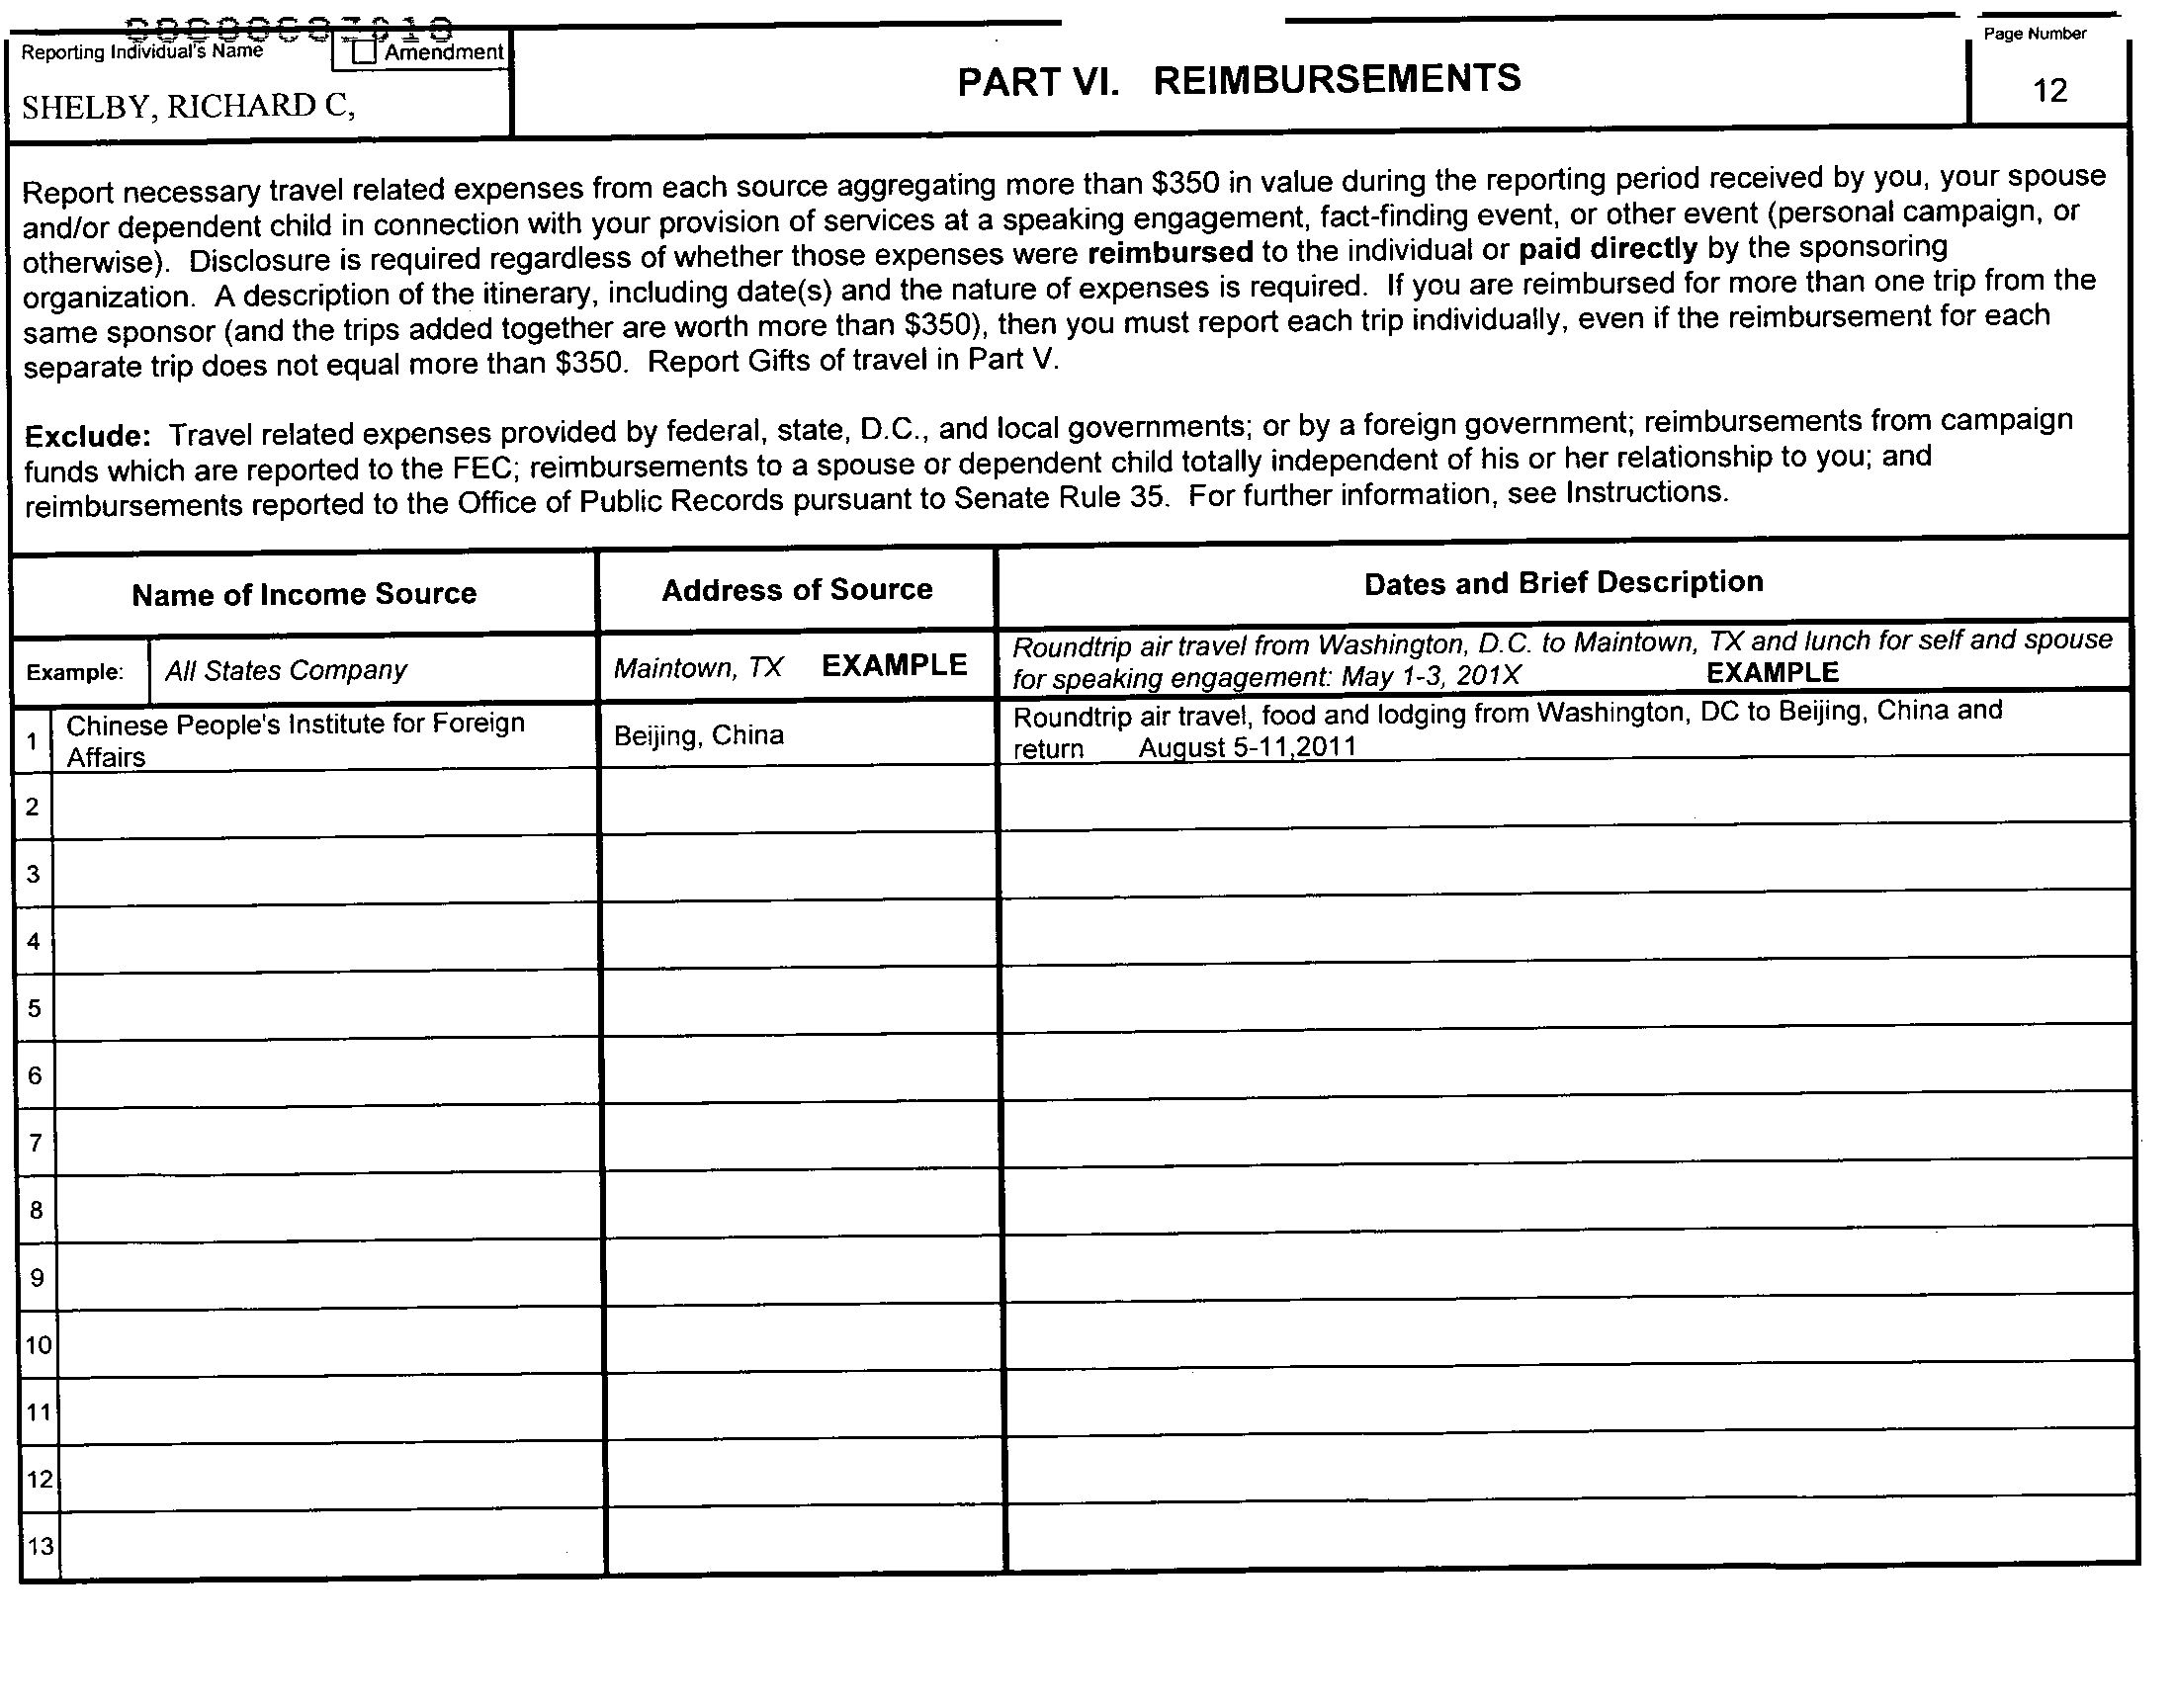 Reporting Individual's Name
Amendment
SHELBY, RICHARD C,
PART VI. REIMBURSEMENTS
Page Number
12
Report necessary travel related expenses from each source aggregating more than $350 in value during the reporting period received by you, your spouse
and/or dependent child in connection with your provision of services at a speaking engagement, fact-finding event, or other event (personal campaign, or
otherwise). Disclosure is required regardless of whether those expenses were reimbursed to the individual or paid directly by the sponsoring
organization. A description of the itinerary, including date(s) and the nature of expenses is required. If you are reimbursed for more than one trip from the
same sponsor (and the trips added together are worth more than $350), then you must report each trip individually, even if the reimbursement for each
separate trip does not equal more than $350. Report Gifts of travel in Part V.
Exclude: Travel related expenses provided by federal, state, D.C., and local governments; or by a foreign government; reimbursements from campaign
funds which are reported to the FEC; reimbursements to a spouse or dependent child totally independent of his or her relationship to you; and
reimbursements reported to the Office of Public Records pursuant to Senate Rule 35. For further information, see Instructions.
Name of Income Source
Address of Source
Dates and Brief Description
Example:
All States Company
Maintown, TX EXAMPLE
Roundtrip air travel from Washington, D.C. to Maintown, TX and lunch for self and spouse
for speaking engagement: May 1-3, 201X EXAMPLE
1
Chinese People's Institute for Foreign
Affairs
Beijing, China
Roundtrip air travel, food and lodging from Washington, DC to Beijing, China and
return August 5-11,2011
2
3
4
5
6
7
8
9
10
11
12
13